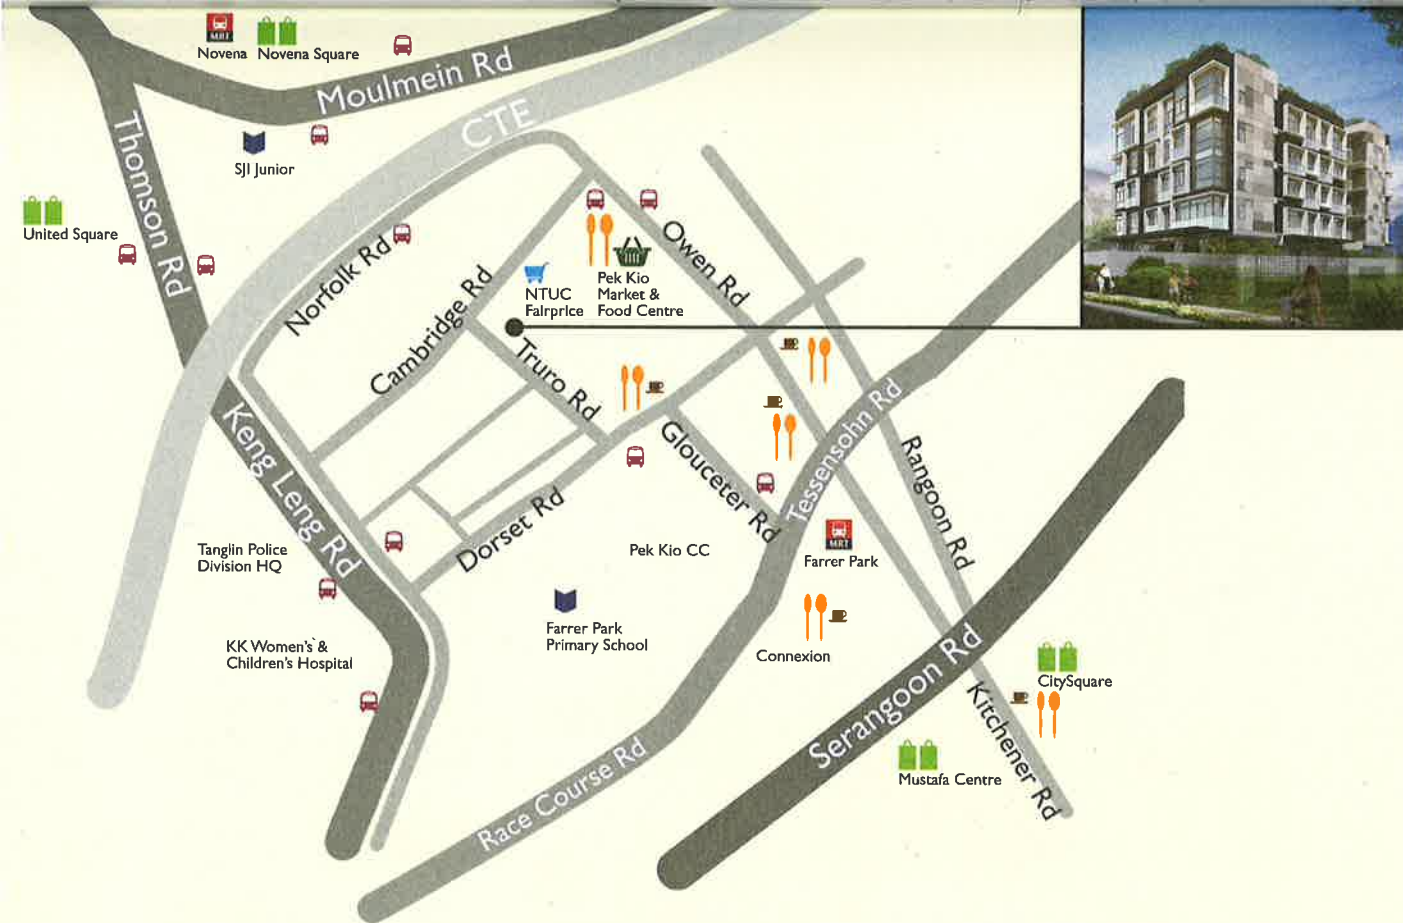 MRT
Novena
Novena Square
Moulmein Rd
CTE
Thomson Rd
SJI Junior
United Square
Norfolk Rd
Cambridge Rd
NTUC
Fairprice
Pek Kio
Market &
Food Centre
Owen Rd
Truro Rd
Keng Leng Rd
Dorset Rd
Glouceter Rd
Tessensohn Rd
Rangoon Rd
Tanglin Police
Division HQ
Pek Kio CC
MRT
Farrer Park
Farrer Park
Primary School
KK Women's &
Children's Hospital
Connexion
Serangoon Rd
CitySquare
Kitchener Rd
Mustafa Centre
Race Course Rd